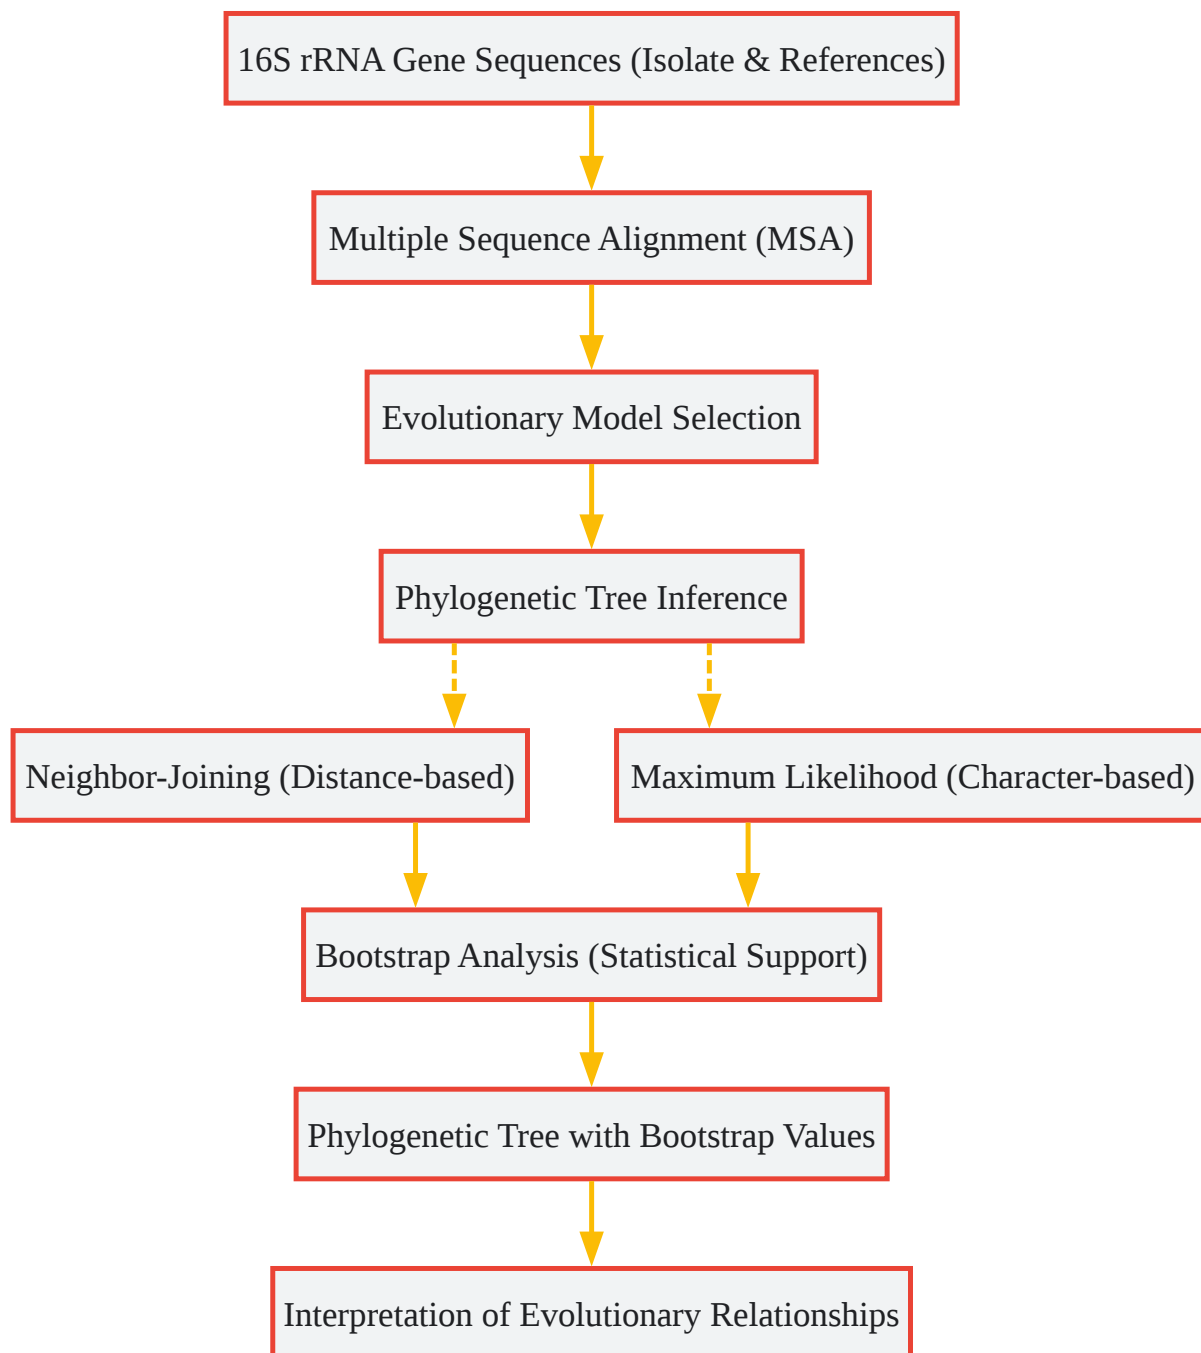 16S rRNA Gene Sequences (Isolate & References)
Multiple Sequence Alignment (MSA)
Evolutionary Model Selection
Phylogenetic Tree Inference
Neighbor-Joining (Distance-based)
Maximum Likelihood (Character-based)
Bootstrap Analysis (Statistical Support)
Phylogenetic Tree with Bootstrap Values
Interpretation of Evolutionary Relationships